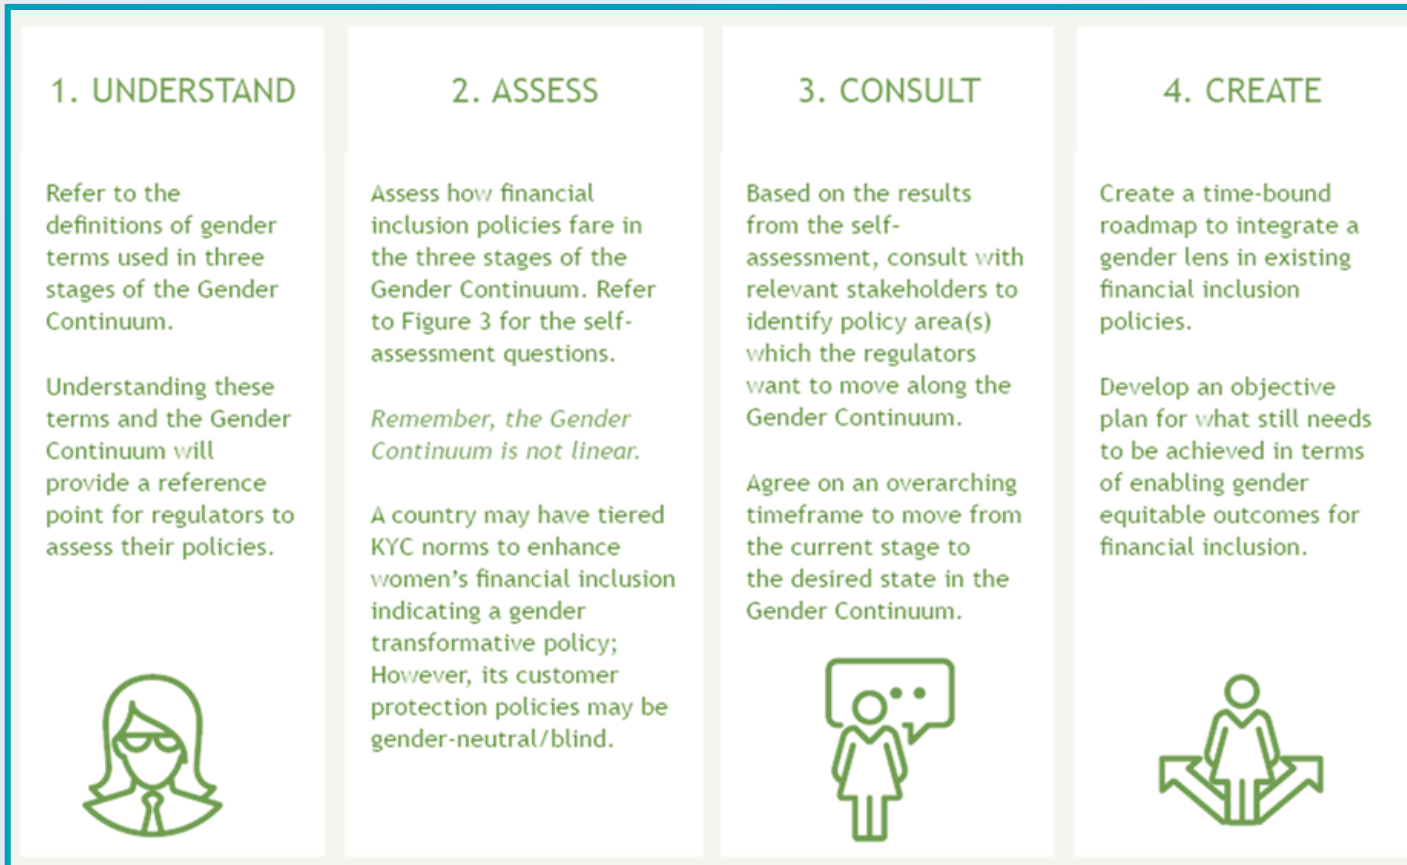 1. UNDERSTAND
Refer to the
definitions of gender
terms used in three
stages of the Gender
Continuum.
Understanding these
terms and the Gender
Continuum will
provide a reference
point for regulators to
assess their policies.
2. ASSESS
Assess how financial
inclusion policies fare in
the three stages of the
Gender Continuum. Refer
to Figure 3 for the self-
assessment questions.
Remember, the Gender
Continuum is not linear.
A country may have tiered
KYC norms to enhance
women’s financial inclusion
indicating a gender
transformative policy;
However, its customer
protection policies may be
gender-neutral/blind.
3. CONSULT
Based on the results
from the self-
assessment, consult with
relevant stakeholders to
identify policy area(s)
which the regulators
want to move along the
Gender Continuum.
Agree on an overarching
timeframe to move from
the current stage to
the desired state in the
Gender Continuum.
4. CREATE
Create a time-bound
roadmap to integrate a
gender lens in existing
financial inclusion
policies.
Develop an objective
plan for what still needs
to be achieved in terms
of enabling gender
equitable outcomes for
financial inclusion.